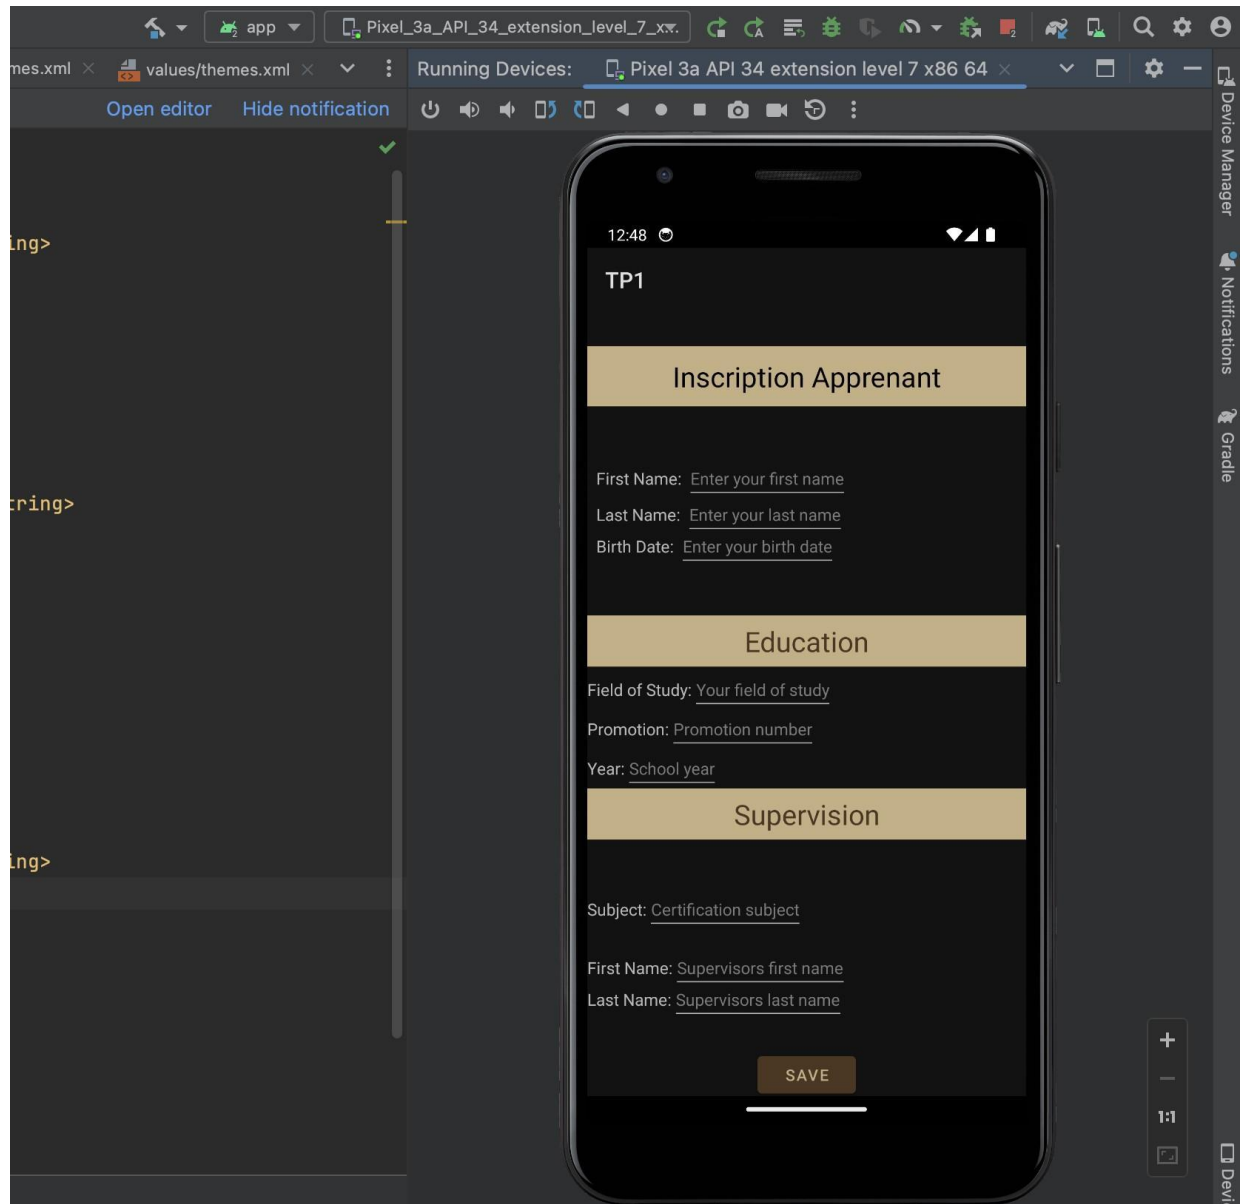 app
Pixel_3a_API_34_extension_level_7_x
mes.xml
values/themes.xml
Running Devices:
Pixel 3a API 34 extension level 7 x86 64
Open editor
Hide notification
ing>
tring>
ing>
12:48
TP1
Inscription Apprenant
First Name: Enter your first name
Last Name: Enter your last name
Birth Date: Enter your birth date
Education
Field of Study: Your field of study
Promotion: Promotion number
Year: School year
Supervision
Subject: Certification subject
First Name: Supervisors first name
Last Name: Supervisors last name
SAVE
1:1
Device Manager
Notifications
Gradle
Devi